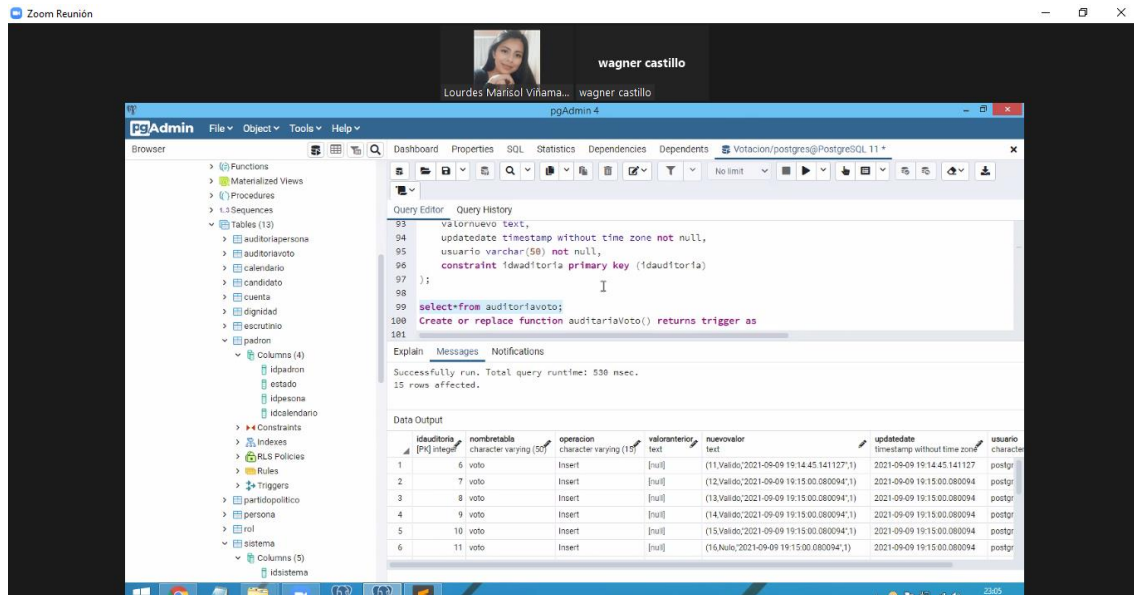 Zoom Reunión
wagner castillo
Lourdes Marisol Viñama... wagner castillo
pgAdmin 4
pgAdmin File Object Tools Help
Browser
Dashboard Properties SQL Statistics Dependencies Dependents Votacion/postgres@PostgreSQL 11 *
No limit
Functions
Materialized Views
Procedures
1..3 Sequences
Tables (13)
auditoriapersona
auditoriavoto
calendario
candidato
cuenta
dignidad
escrutinio
padron
Columns (4)
idpadron
estado
idpesona
idcalendario
Constraints
Indexes
RLS Policies
Rules
Triggers
partidopolitico
persona
rol
sistema
Columns (5)
idsistema
Query Editor Query History
93 valornuevo text,
94 updatedate timestamp without time zone not null,
95 usuario varchar(50) not null,
96 constraint idwaditoria primary key (idauditoria)
97 );
98
99 select*from auditoriavoto;
100 Create or replace function auditariaVoto() returns trigger as
101
Explain Messages Notifications
Successfully run. Total query runtime: 530 msec.
15 rows affected.
Data Output
idauditoria nombretabla operacion valoranterior nuevovalor updatedate usuario
[PK] integer character varying (50) character varying (15) text text timestamp without time zone character
1 6 voto Insert [null] (11,Valido,"2021-09-09 19:14:45.141127",1) 2021-09-09 19:14:45.141127 postgr
2 7 voto Insert [null] (12,Valido,"2021-09-09 19:15:00.080094",1) 2021-09-09 19:15:00.080094 postgr
3 8 voto Insert [null] (13,Valido,"2021-09-09 19:15:00.080094",1) 2021-09-09 19:15:00.080094 postgr
4 9 voto Insert [null] (14,Valido,"2021-09-09 19:15:00.080094",1) 2021-09-09 19:15:00.080094 postgr
5 10 voto Insert [null] (15,Valido,"2021-09-09 19:15:00.080094",1) 2021-09-09 19:15:00.080094 postgr
6 11 voto Insert [null] (16,Nulo,"2021-09-09 19:15:00.080094",1) 2021-09-09 19:15:00.080094 postgr
23:05